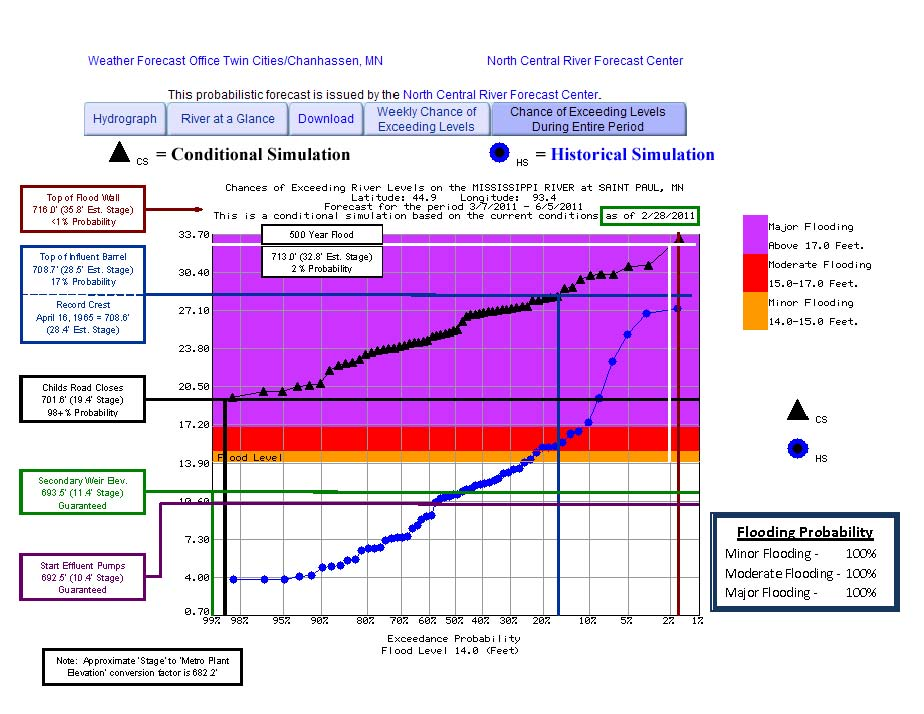 Weather Forecast Office Twin Cities/Chanhassen, MN
North Central River Forecast Center
This probabilistic forecast is issued by the North Central River Forecast Center.
Hydrograph
River at a Glance
Download
Weekly Chance of
Exceeding Levels
Chance of Exceeding Levels
During Entire Period
CS = Conditional Simulation
HS = Historical Simulation
Chances of Exceeding River Levels on the MISSISSIPPI RIVER at SAINT PAUL, MN
Latitude: 44.9 Longitude: 93.4
Forecast for the period 3/7/2011 - 6/5/2011
This is a conditional simulation based on the current conditions as of 2/28/2011
Top of Flood Wall
716.0' (35.8' Est. Stage)
<1% Probability
Top of Influent Barrel
708.7' (28.5' Est. Stage)
17% Probability
Record Crest
April 16, 1965 = 708.6'
(28.4' Est. Stage)
Childs Road Closes
701.6' (19.4' Stage)
98+% Probability
Secondary Weir Elev.
693.5' (11.4' Stage)
Guaranteed
Start Effluent Pumps
692.5' (10.4' Stage)
Guaranteed
500 Year Flood
713.0' (32.8' Est. Stage)
2% Probability
33.70
30.40
27.10
23.80
20.50
17.20
13.90
10.60
7.30
4.00
0.70
Flood Level
99% 98% 95% 90% 80% 70% 60% 50% 40% 30% 20% 10% 5% 2% 1%
Exceedance Probability
Flood Level 14.0 (Feet)
Major Flooding
Above 17.0 Feet.
Moderate Flooding
15.0-17.0 Feet.
Minor Flooding
14.0-15.0 Feet.
CS
HS
Flooding Probability
Minor Flooding - 100%
Moderate Flooding - 100%
Major Flooding - 100%
Note: Approximate 'Stage' to 'Metro Plant
Elevation' conversion factor is 682.2'